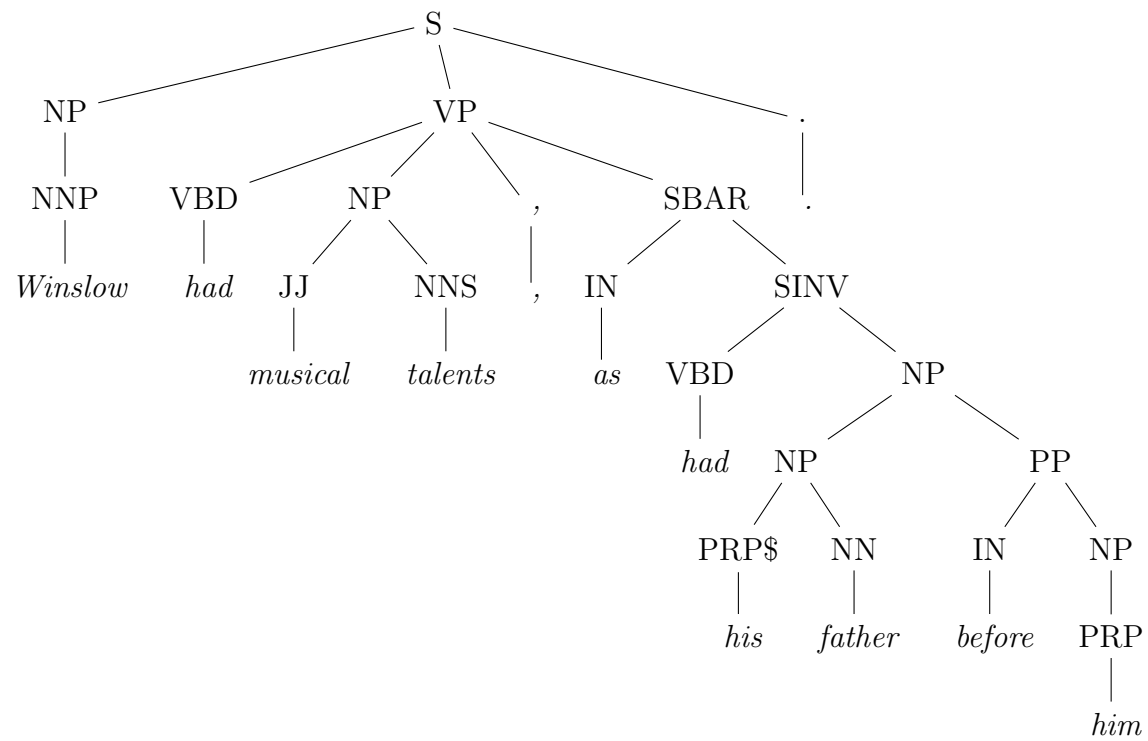 S
NP VP .
NNP VBD NP , SBAR .
Winslow had JJ NNS , IN SINV
musical talents as VBD NP
had NP PP
PRP$ NN IN NP
his father before PRP
him